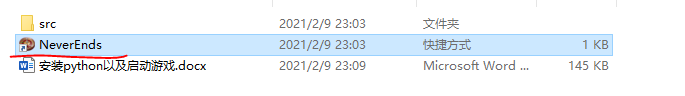 src 2021/2/9 23:03 文件夹
NeverEnds 2021/2/9 23:03 快捷方式 1 KB
安装python以及启动游戏.docx 2021/2/9 23:09 Microsoft Word ... 145 KB